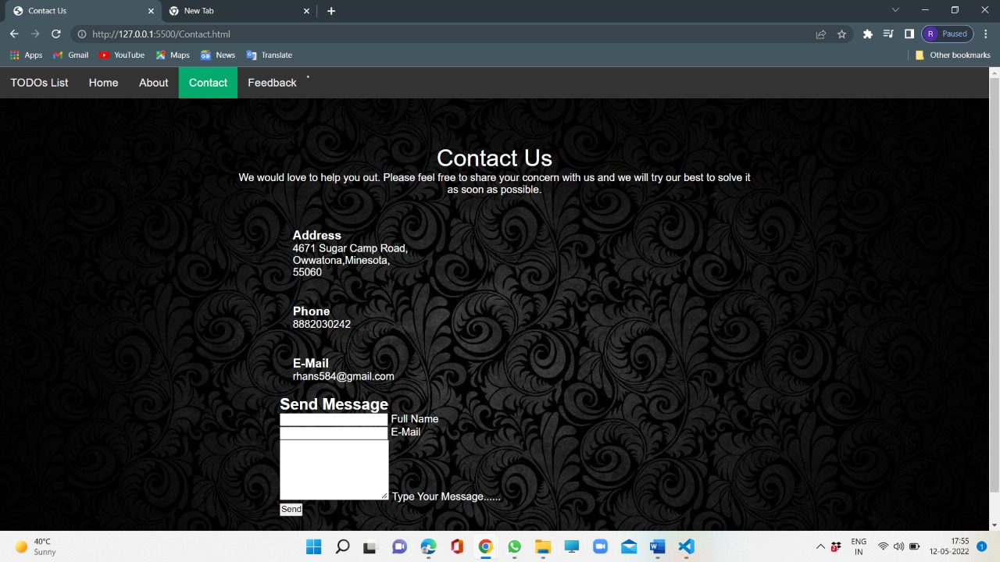 Contact Us
New Tab
http://127.0.0.1:5500/Contact.html
R Paused
Apps Gmail YouTube Maps News Translate Other bookmarks
TODOs List Home About Contact Feedback
Contact Us
We would love to help you out. Please feel free to share your concern with us and we will try our best to solve it
as soon as possible.
Address
4671 Sugar Camp Road,
Owwatona,Minesota,
55060
Phone
8882030242
E-Mail
rhans584@gmail.com
Send Message
Full Name
E-Mail
Type Your Message......
Send
40°C
Sunny
2
ENG
IN
17:55
12-05-2022
1